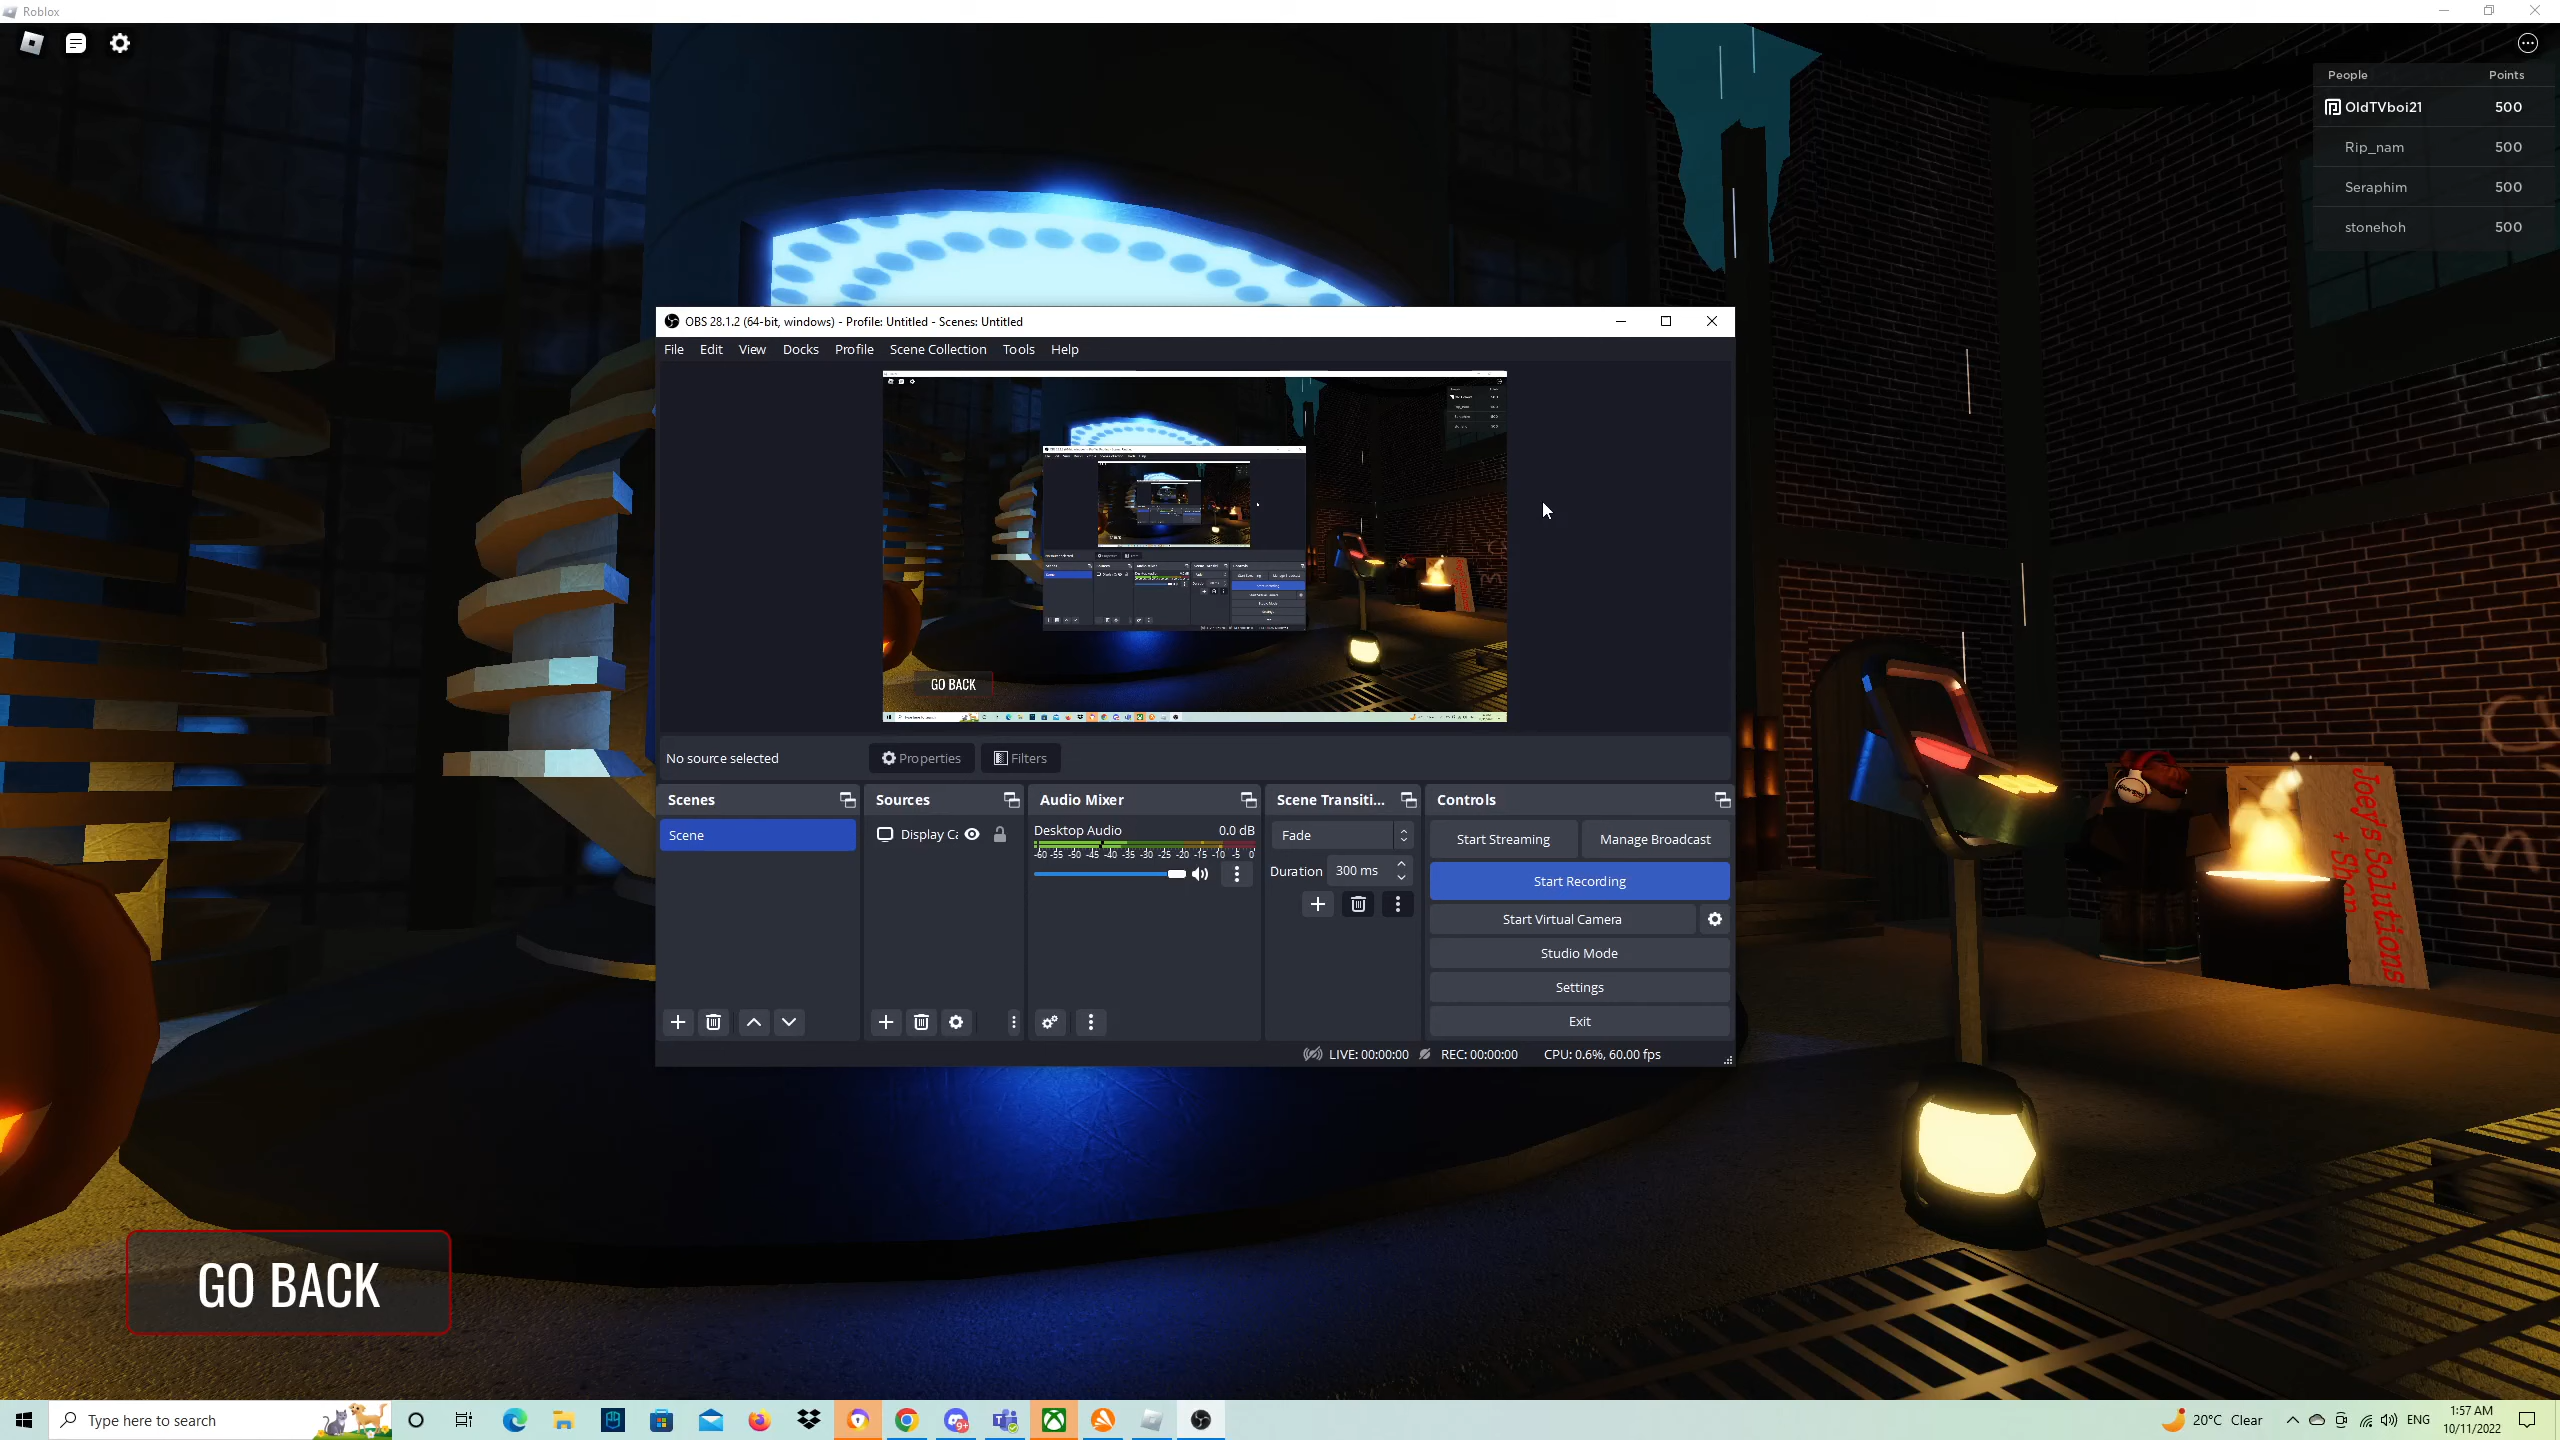 Roblox
People Points
OldTVboi21 500
Rip_nam 500
Seraphim 500
stonehoh 500
OBS 28.1.2 (64-bit, windows) - Profile: Untitled - Scenes: Untitled
File Edit View Docks Profile Scene Collection Tools Help
GO BACK
No source selected Properties Filters
Scenes Sources Audio Mixer Scene Transiti... Controls
Scene
Display Ca
Desktop Audio 0.0 dB
-60 -55 -50 -45 -40 -35 -30 -25 -20 -15 -10 -5 0
Fade
Duration 300 ms
Start Streaming Manage Broadcast
Start Recording
Start Virtual Camera
Studio Mode
Settings
Exit
LIVE: 00:00:00 REC: 00:00:00 CPU: 0.6%, 60.00 fps
Joey's Solutions
+ Shop
GO BACK
Type here to search
9+
20°C Clear
ENG
1:57 AM
10/11/2022